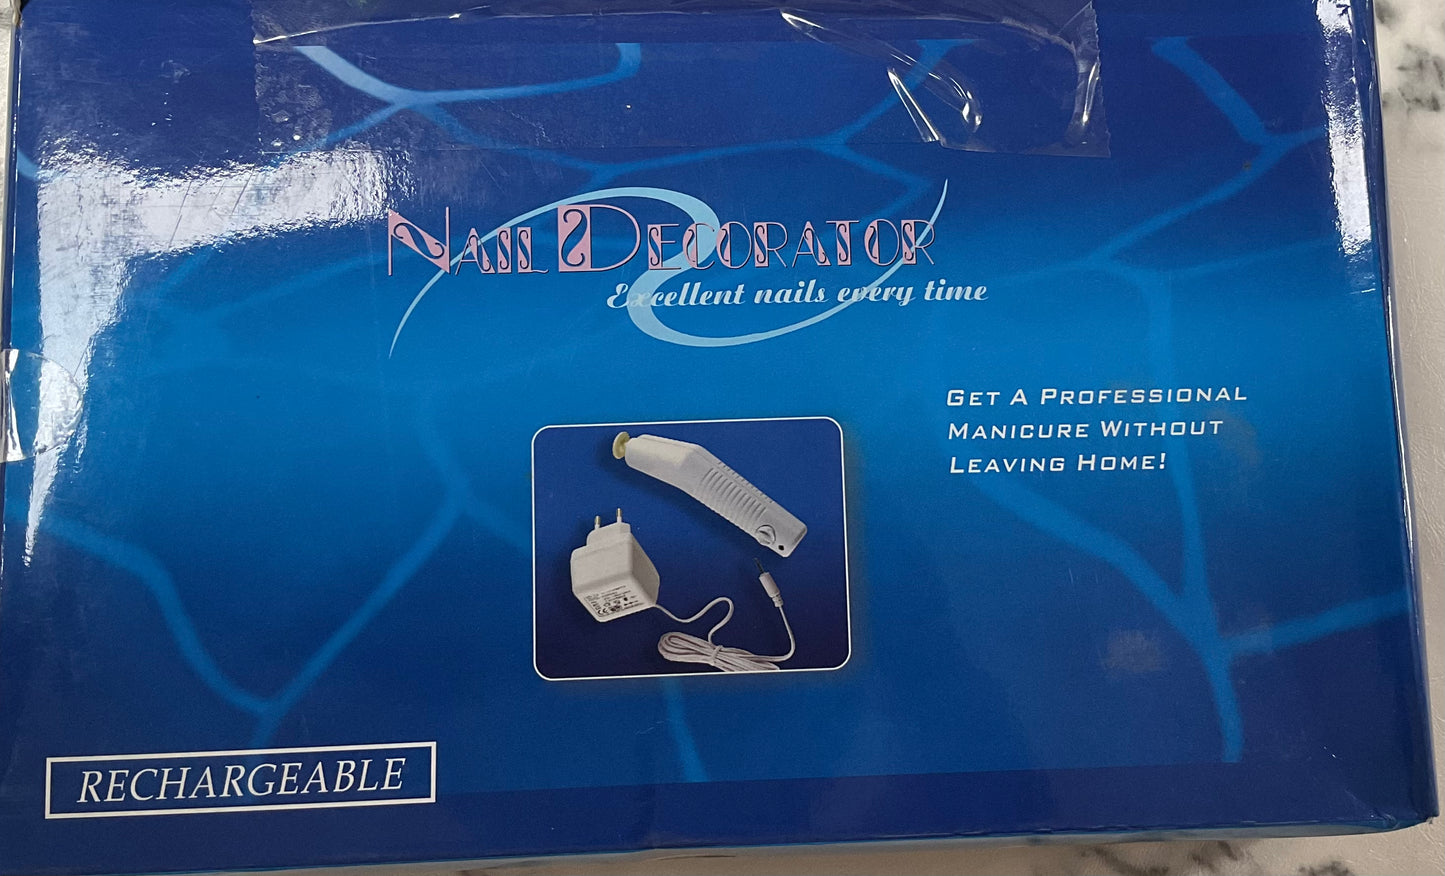 NAIL DECORATOR
Excellent nails every time
GET A PROFESSIONAL
MANICURE WITHOUT
LEAVING HOME!
RECHARGEABLE